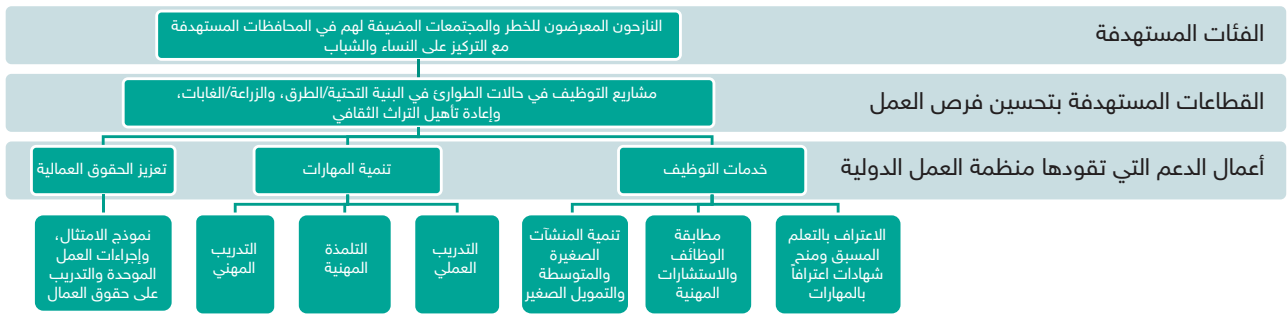 الفئات المستهدفة
النازحون المعرضون للخطر والمجتمعات المضيفة لهم في المحافظات المستهدفة
مع التركيز على النساء والشباب
القطاعات المستهدفة بتحسين فرص العمل
مشاريع التوظيف في حالات الطوارئ في البنية التحتية/الطرق، والزراعة/الغابات،
وإعادة تأهيل التراث الثقافي
أعمال الدعم التي تقودها منظمة العمل الدولية
خدمات التوظيف
تنمية المهارات
تعزيز الحقوق العمالية
الاعتراف بالتعلم
المسبق ومنح
شهادات اعترافاً
بالمهارات
مطابقة
الوظائف
والاستشارات
المهنية
تنمية المنشآت
الصغيرة
والمتوسطة
والتمويل الصغير
التدريب
العملي
التلمذة
المهنية
التدريب
المهني
نموذج الامتثال،
وإجراءات العمل
الموحدة والتدريب
على حقوق العمال